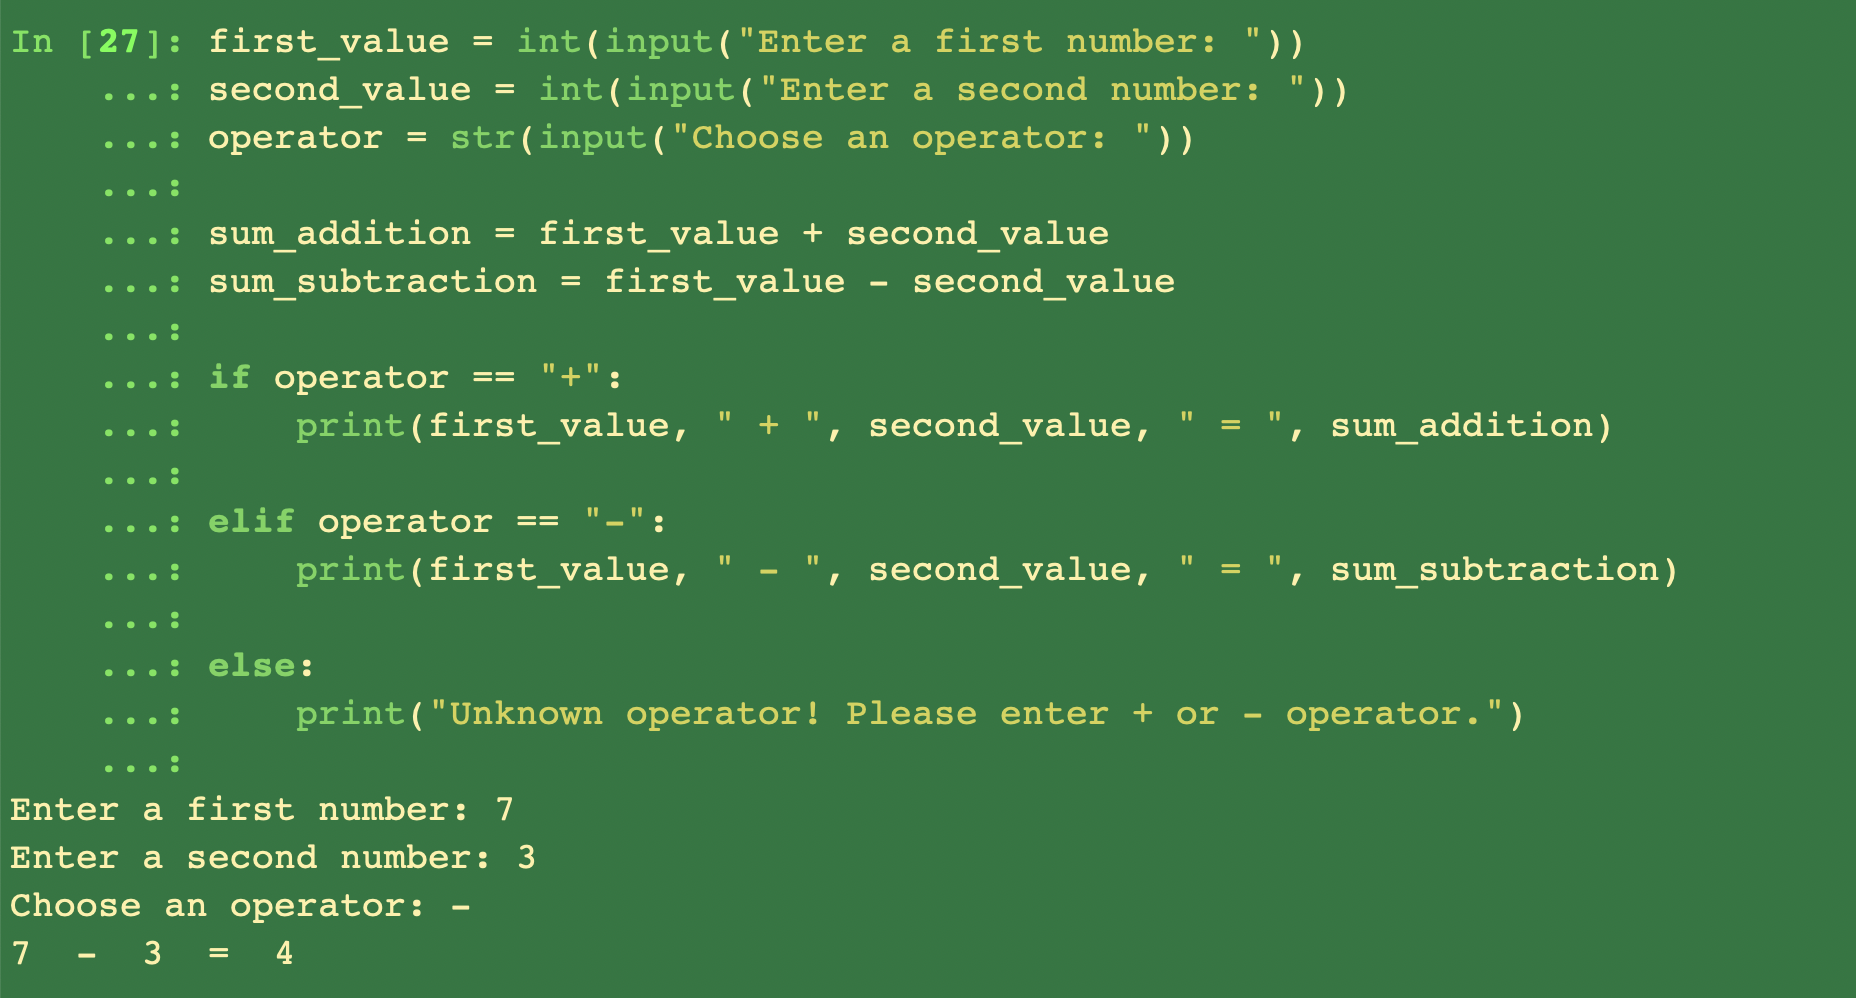 In [27]: first_value = int(input("Enter a first number: "))
    ...: second_value = int(input("Enter a second number: "))
    ...: operator = str(input("Choose an operator: "))
    ...:
    ...: sum_addition = first_value + second_value
    ...: sum_subtraction = first_value - second_value
    ...:
    ...: if operator == "+":
    ...:     print(first_value, " + ", second_value, " = ", sum_addition)
    ...:
    ...: elif operator == "-":
    ...:     print(first_value, " - ", second_value, " = ", sum_subtraction)
    ...:
    ...: else:
    ...:     print("Unknown operator! Please enter + or - operator.")
    ...:
Enter a first number: 7
Enter a second number: 3
Choose an operator: -
7  -  3  =  4